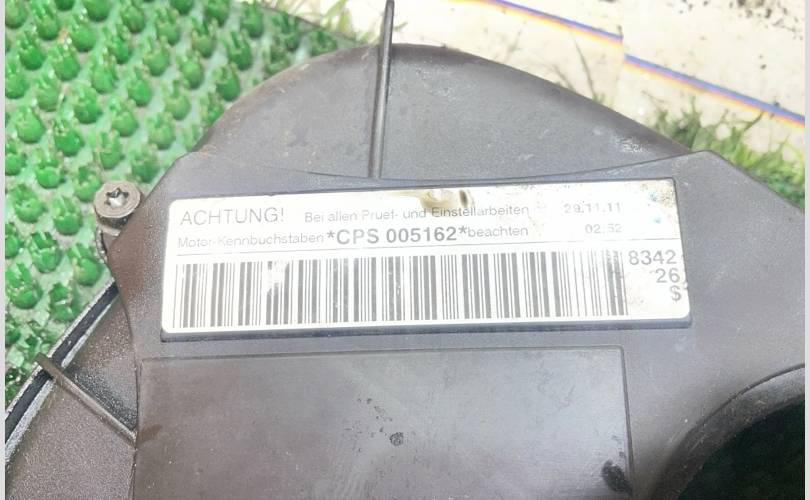 ACHTUNG! Bei allen Pruef- und Einstellarbeiten 29.11.11
Motor-Kennbuchstaben *CPS 005162* beachten 02:52
8342
26
$